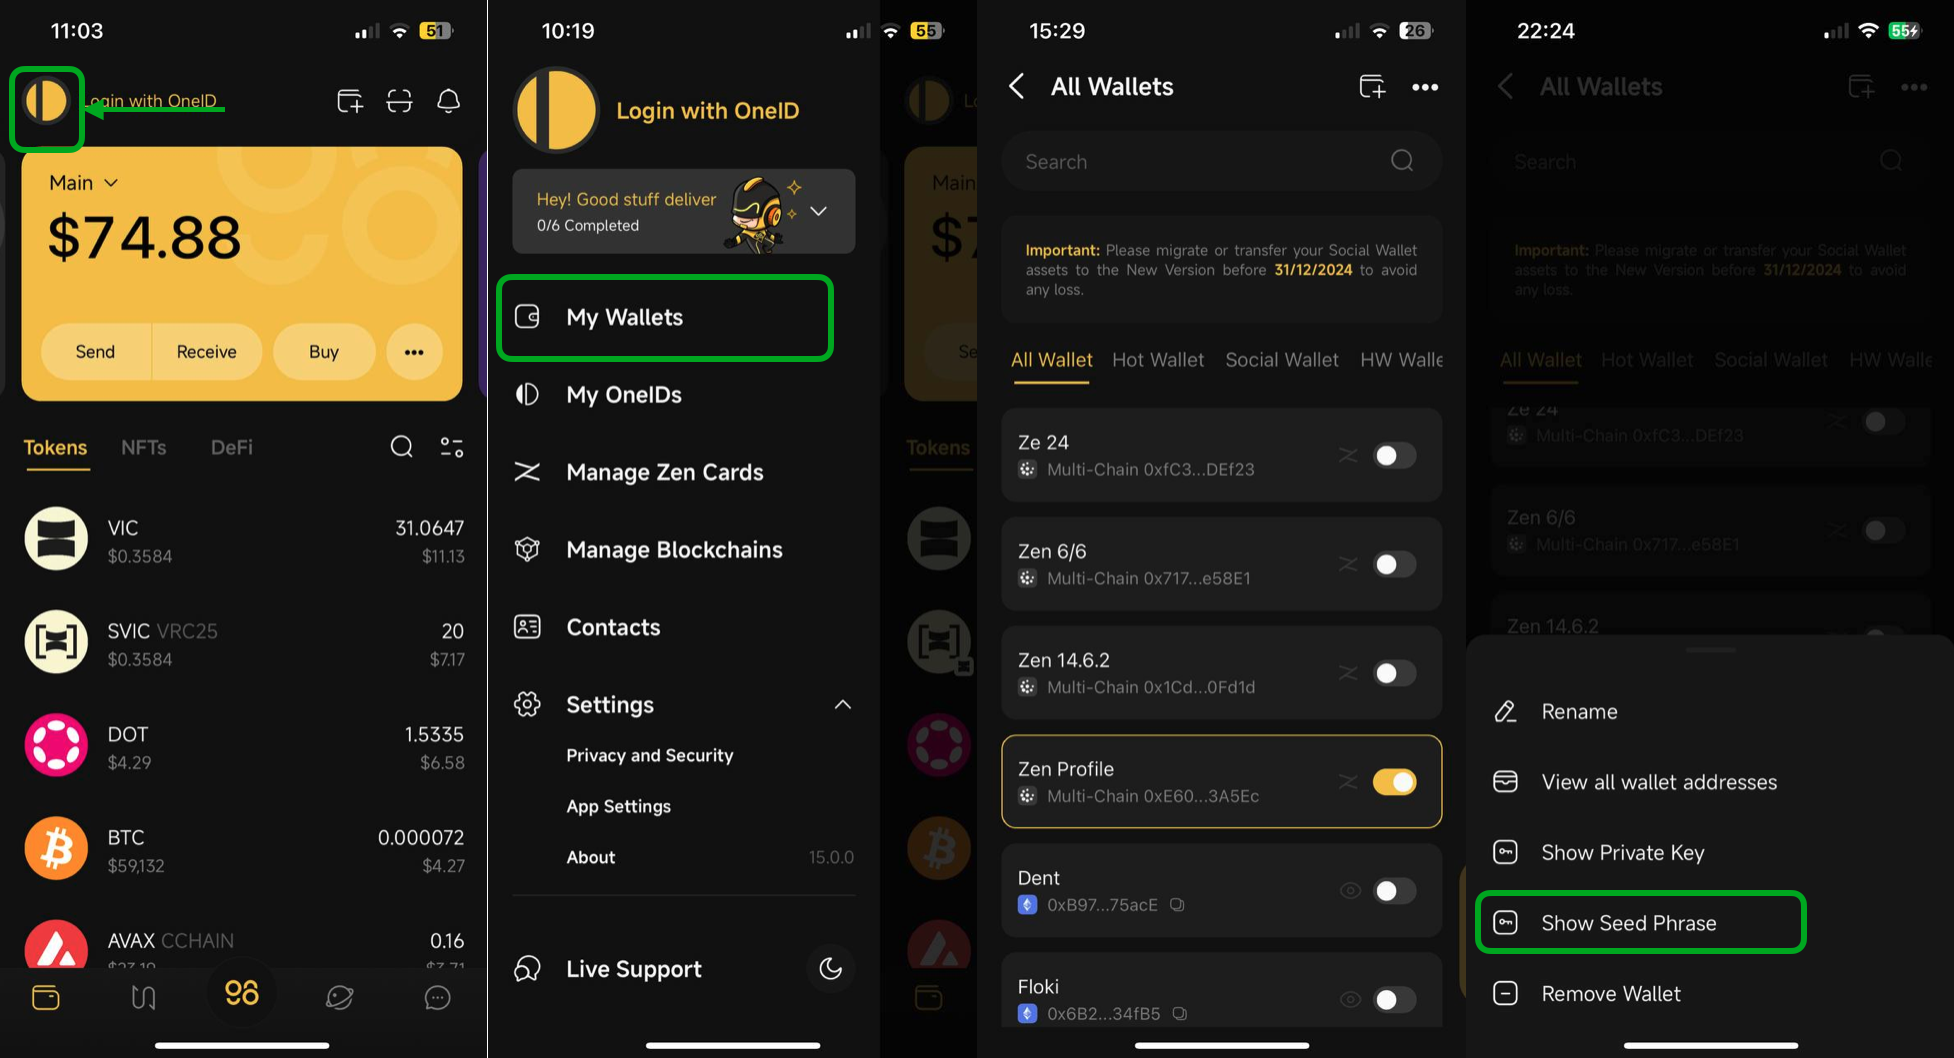 11:03
51
Login with OneID
Main
$74.88
Send
Receive
Buy
Tokens
NFTs
DeFi
VIC
31.0647
$0.3584
$11.13
SVIC VRC25
20
$0.3584
$7.17
DOT
1.5335
$4.29
$6.58
BTC
0.000072
$59,132
$4.27
AVAX CCHAIN
0.16
10:19
55
Login with OneID
Hey! Good stuff deliver
0/6 Completed
My Wallets
My OneIDs
Manage Zen Cards
Manage Blockchains
Contacts
Settings
Privacy and Security
App Settings
About
15.0.0
Live Support
Main
Tokens
15:29
26
All Wallets
Search
Important: Please migrate or transfer your Social Wallet
assets to the New Version before 31/12/2024 to avoid
any loss.
All Wallet
Hot Wallet
Social Wallet
HW Walle
Ze 24
Multi-Chain 0xfC3...DEf23
Zen 6/6
Multi-Chain 0x717...e58E1
Zen 14.6.2
Multi-Chain 0x1Cd...0Fd1d
Zen Profile
Multi-Chain 0xE60...3A5Ec
Dent
0xB97...75acE
Floki
0x6B2...34fB5
22:24
55
All Wallets
Search
Important: Please migrate or transfer your Social Wallet
assets to the New Version before 31/12/2024 to avoid
any loss.
All Wallet
Hot Wallet
Social Wallet
HW Walle
Ze 24
Multi-Chain 0xfC3...DEf23
Zen 6/6
Multi-Chain 0x717...e58E1
Zen 14.6.2
Rename
View all wallet addresses
Show Private Key
Show Seed Phrase
Remove Wallet